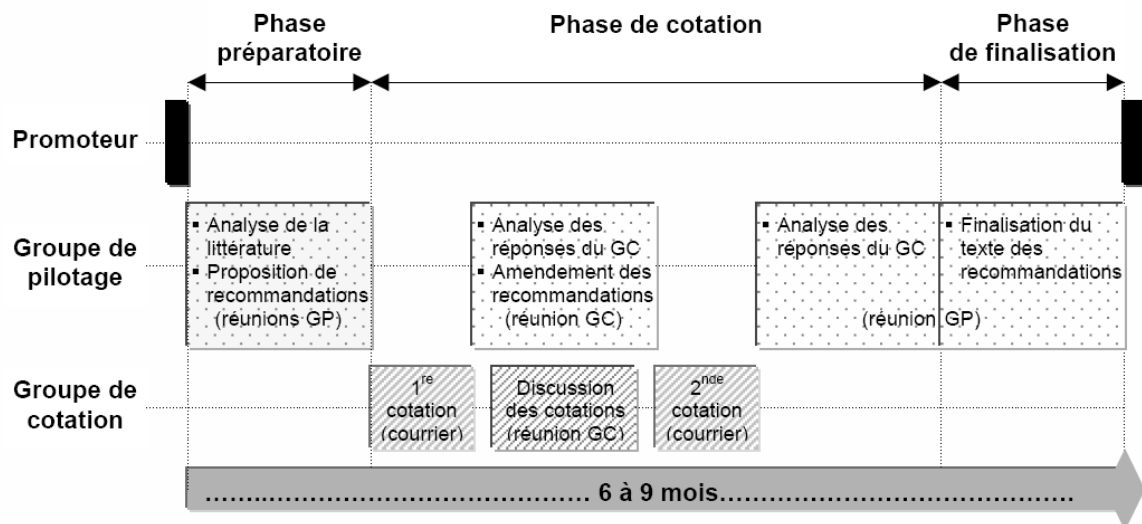 Phase
préparatoire
Phase de cotation
Phase
de finalisation
Promoteur
Groupe de
pilotage
▪ Analyse de la
littérature
▪ Proposition de
recommandations
(réunions GP)
▪ Analyse des
réponses du GC
▪ Amendement des
recommandations
(réunion GC)
▪ Analyse des
réponses du GC
▪ Finalisation du
texte des
recommandations
(réunion GP)
Groupe de
cotation
1re
cotation
(courrier)
Discussion
des cotations
(réunion GC)
2nde
cotation
(courrier)
6 à 9 mois